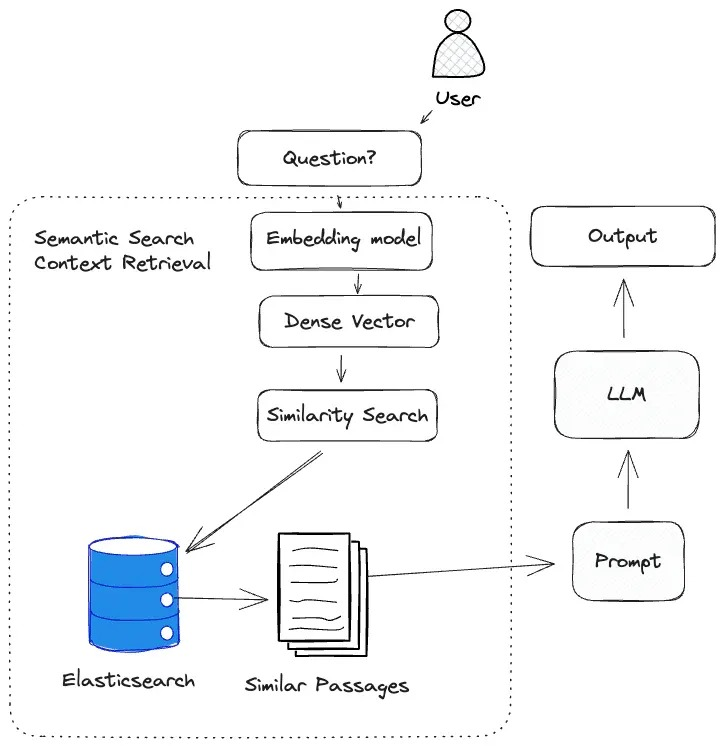 User
Question?
Semantic Search
Context Retrieval
Embedding model
Dense Vector
Similarity Search
Elasticsearch
Similar Passages
Prompt
LLM
Output